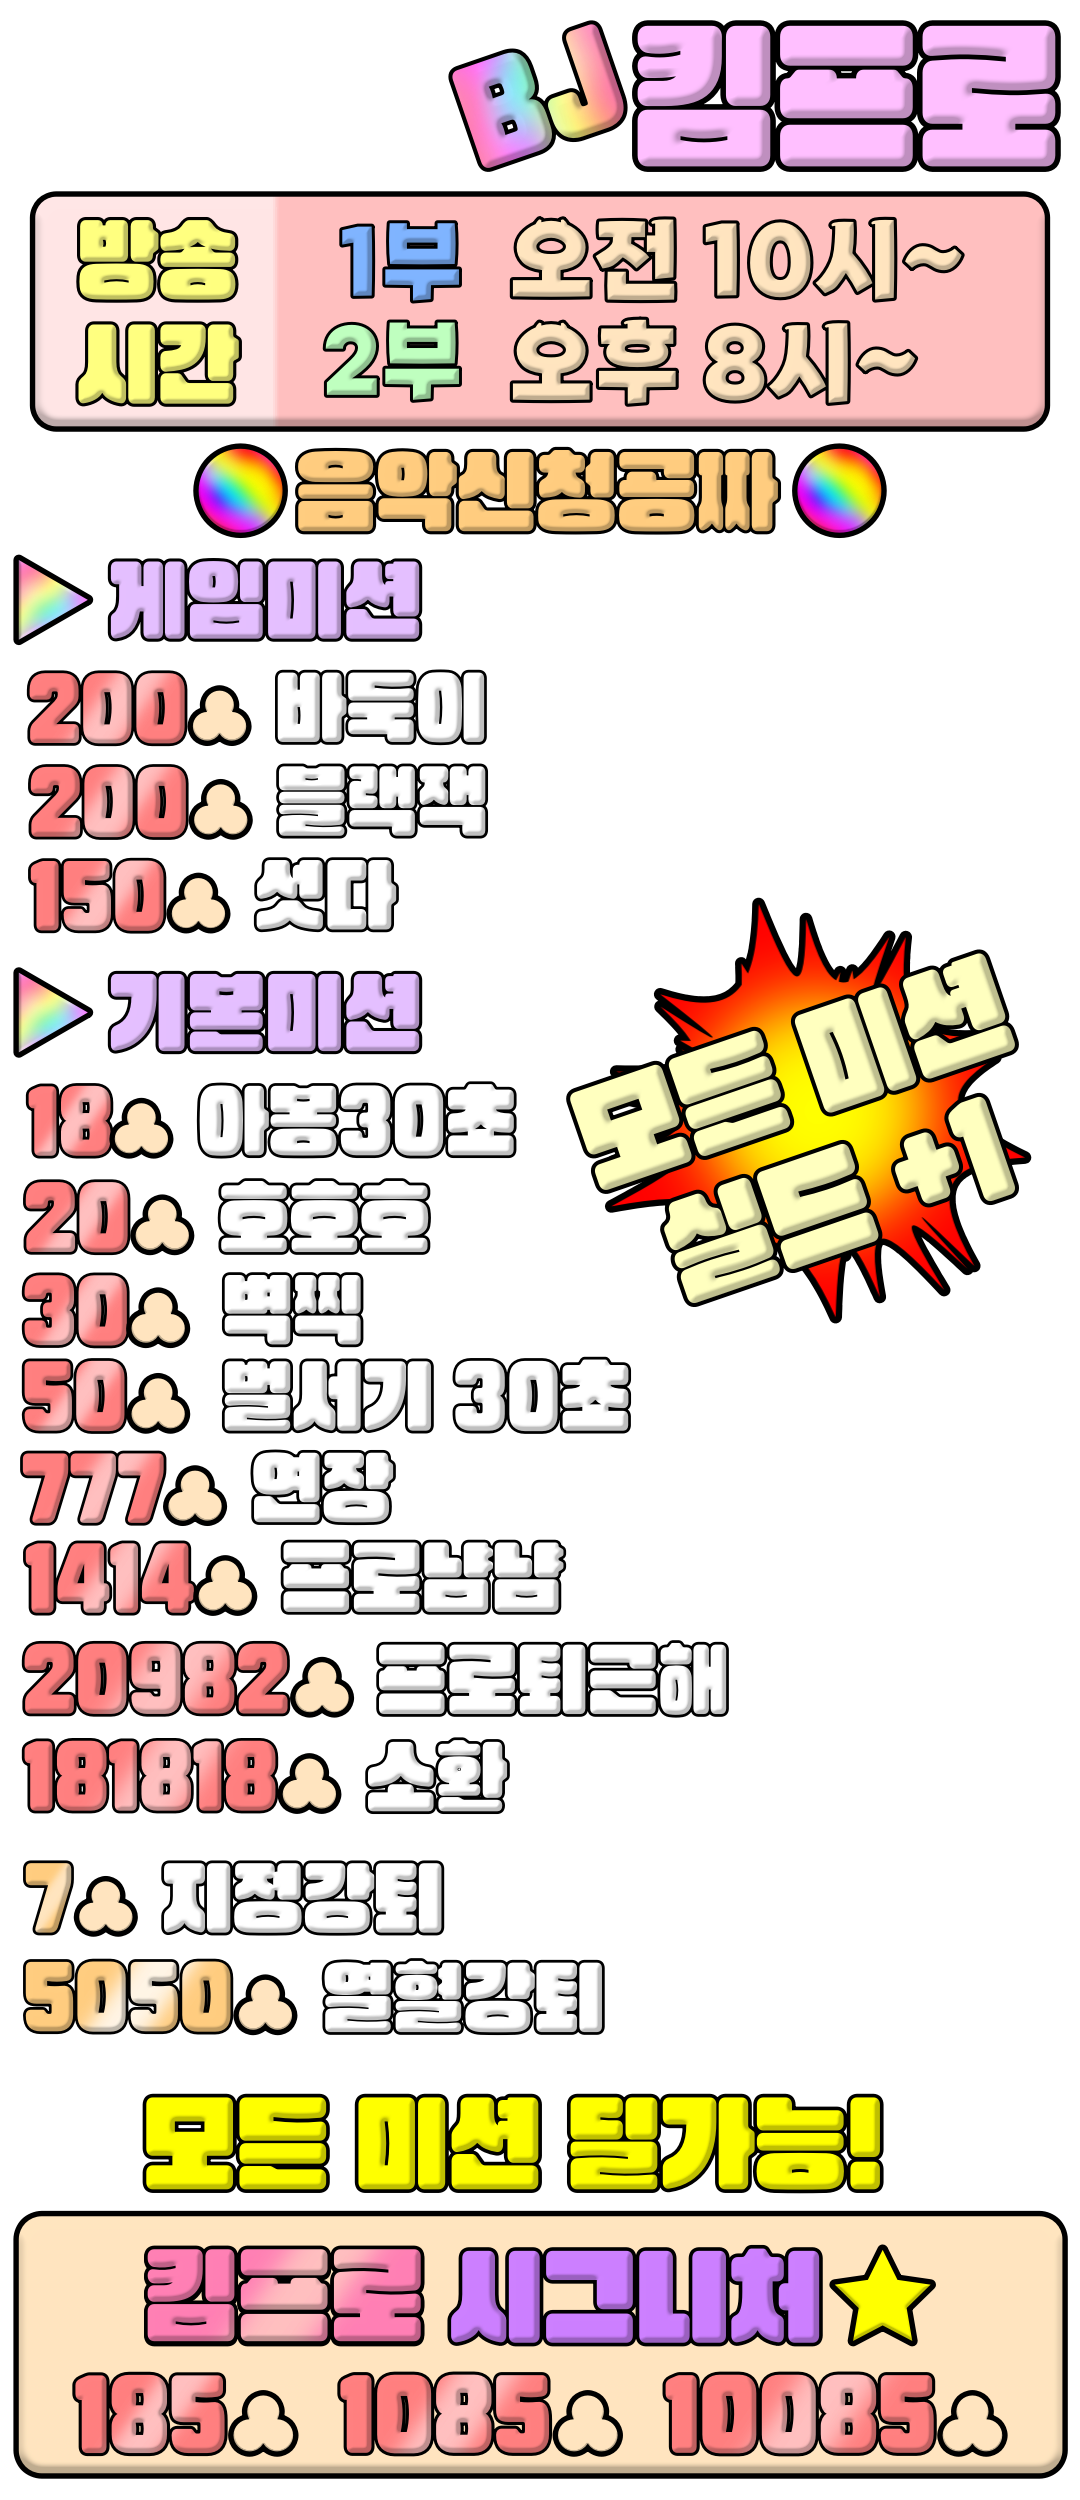 BJ킴프로
방송 1부 오전 10시~
시간 2부 오후 8시~
음악신청공짜
게임미션
200 바둑이
200 블랙잭
150 섯다
기본미션
18 아몽30초
20 호호호
30 벽찍
50 벌서기 30초
777 연장
1414 프로냠냠
20982 프로퇴근해
181818 소환
모든 미션
실드 +1
7 지정강퇴
5050 열혈강퇴
모든 미션 딜가능!
킴프로 시그니처
185 1085 10085